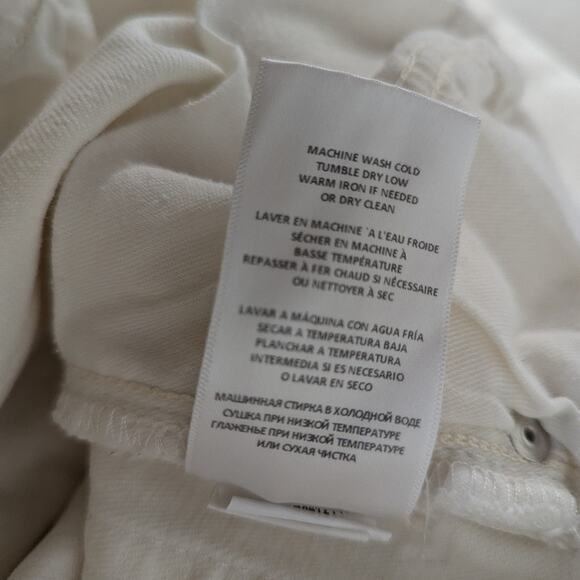 MACHINE WASH COLD
TUMBLE DRY LOW
WARM IRON IF NEEDED
OR DRY CLEAN
LAVER EN MACHINE `A L'EAU FROIDE
SÉCHER EN MACHINE À
BASSE TEMPÉRATURE
REPASSER À FER CHAUD SI NÉCESSAIRE
OU NETTOYER À SEC
LAVAR A MÁQUINA CON AGUA FRÍA
SECAR A TEMPERATURA BAJA
PLANCHAR A TEMPERATURA
INTERMEDIA SI ES NECESARIO
O LAVAR EN SECO
МАШИННАЯ СТИРКА В ХОЛОДНОЙ ВОДЕ
СУШКА ПРИ НИЗКОЙ ТЕМПЕРАТУРЕ
ГЛАЖЕНЬЕ ПРИ НИЗКОЙ ТЕМПЕРАТУРЕ
ИЛИ СУХАЯ ЧИСТКА